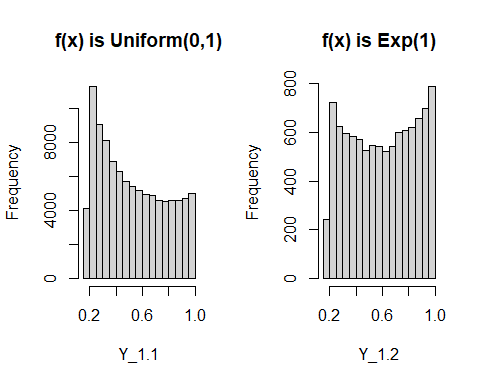 f(x) is Uniform(0,1)
Frequency
0
4000
8000
0.2
0.6
1.0
Y_1.1
f(x) is Exp(1)
Frequency
0
200
400
600
800
0.2
0.6
1.0
Y_1.2